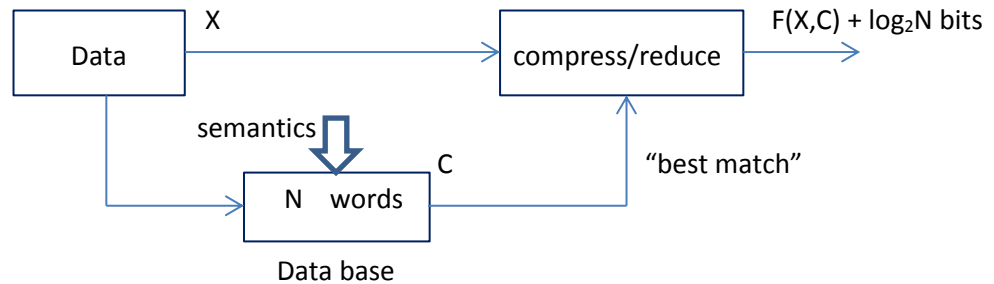 X
F(X,C) + log₂N bits
Data
compress/reduce
semantics
C
“best match”
N words
Data base